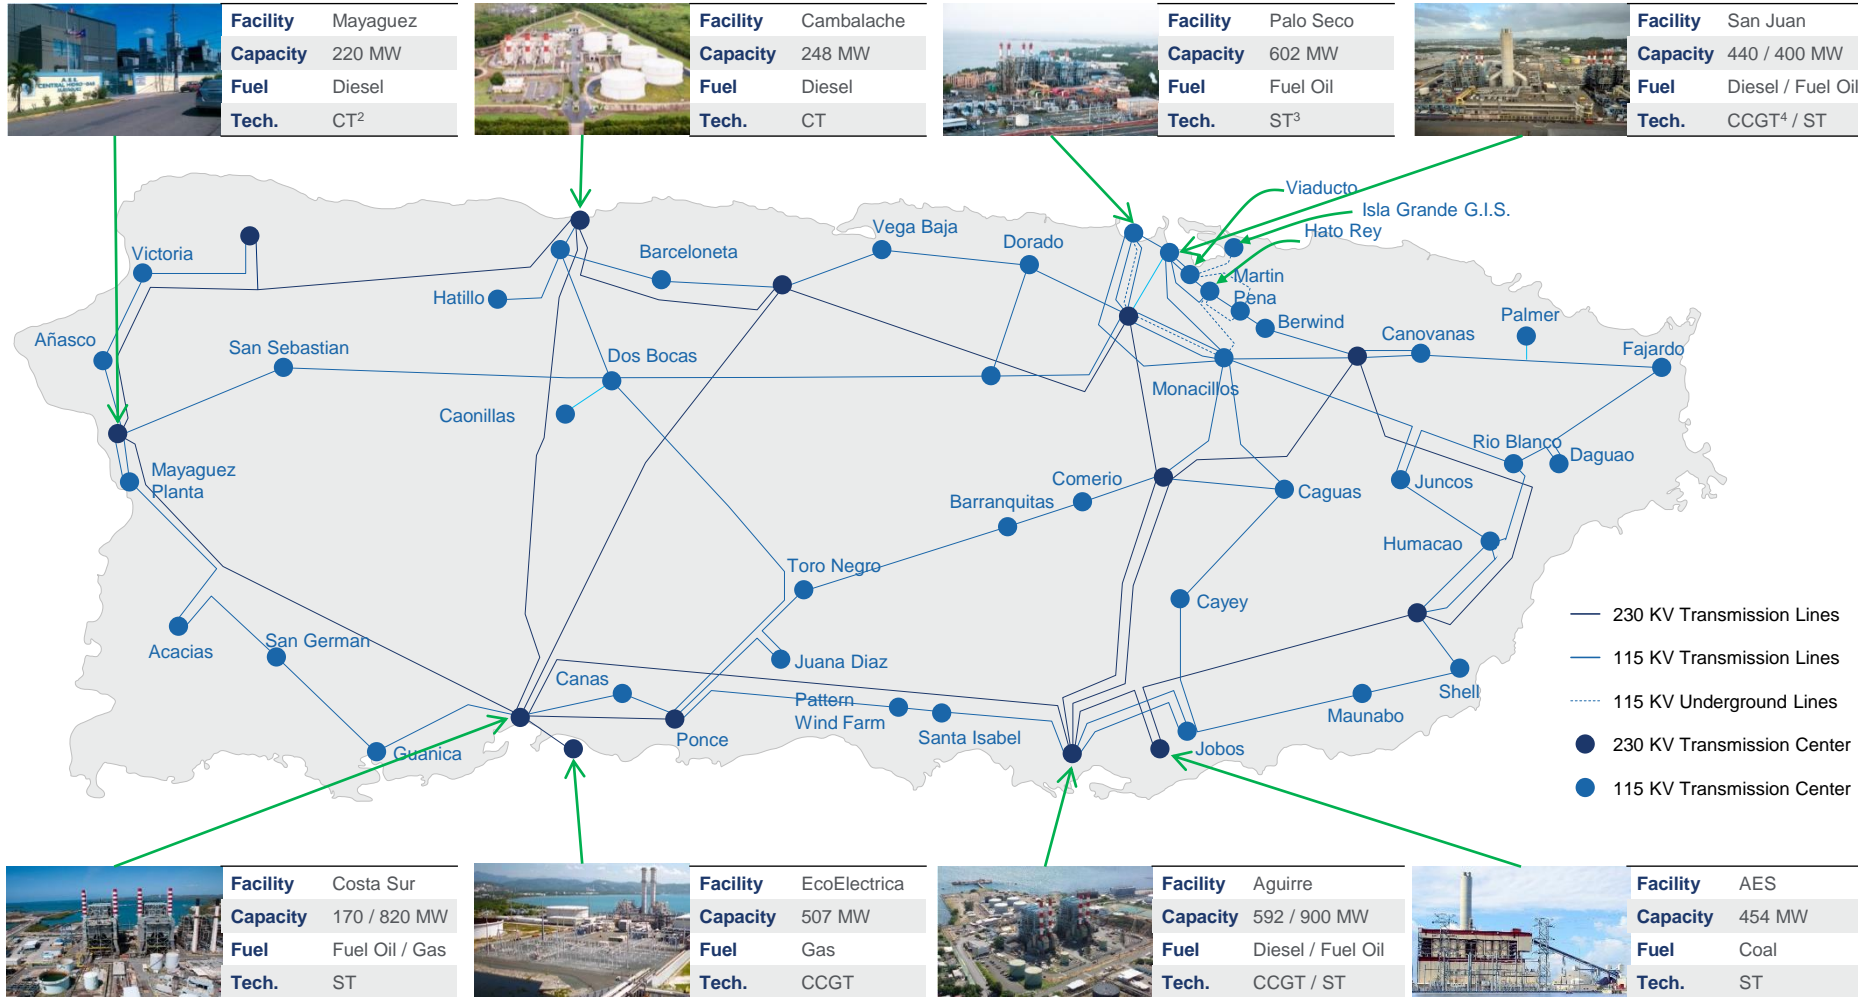 Facility Mayaguez
Capacity 220 MW
Fuel Diesel
Tech. CT2
Facility Cambalache
Capacity 248 MW
Fuel Diesel
Tech. CT
Facility Palo Seco
Capacity 602 MW
Fuel Fuel Oil
Tech. ST3
Facility San Juan
Capacity 440 / 400 MW
Fuel Diesel / Fuel Oil
Tech. CCGT4 / ST
Viaducto
Isla Grande G.I.S.
Hato Rey
Victoria
Vega Baja
Dorado
Barceloneta
Hatillo
Martin
Pena
Berwind
Palmer
Canovanas
Fajardo
Añasco
San Sebastian
Dos Bocas
Caonillas
Monacillos
Mayaguez
Planta
Comerio
Barranquitas
Caguas
Rio Blanco
Daguao
Juncos
Humacao
Toro Negro
Cayey
Acacias
San German
Juana Diaz
Canas
Pattern
Wind Farm
Santa Isabel
Ponce
Guanica
Jobos
Maunabo
Shell
230 KV Transmission Lines
115 KV Transmission Lines
115 KV Underground Lines
230 KV Transmission Center
115 KV Transmission Center
Facility Costa Sur
Capacity 170 / 820 MW
Fuel Fuel Oil / Gas
Tech. ST
Facility EcoElectrica
Capacity 507 MW
Fuel Gas
Tech. CCGT
Facility Aguirre
Capacity 592 / 900 MW
Fuel Diesel / Fuel Oil
Tech. CCGT / ST
Facility AES
Capacity 454 MW
Fuel Coal
Tech. ST